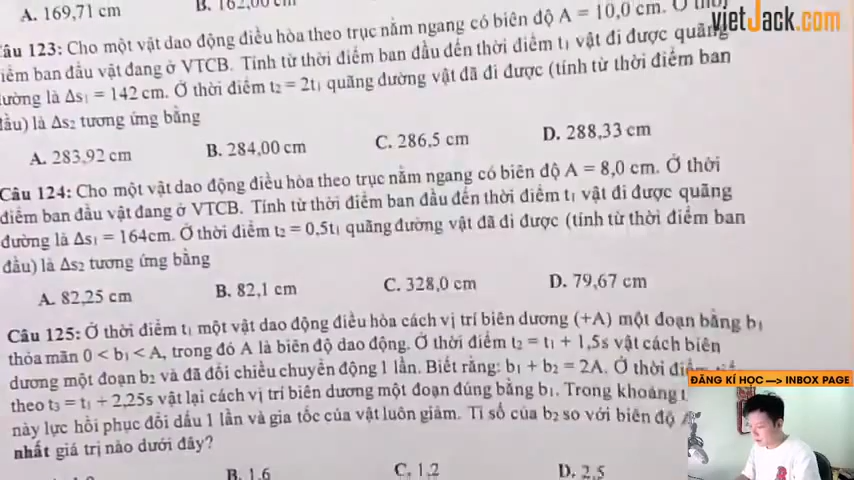 A. 169,71 cm
B. 162,00 cm
VietJack.com
Câu 123: Cho một vật dao động điều hòa theo trục nằm ngang có biên độ A = 10,0 cm. Ở thời
điểm ban đầu vật đang ở VTCB. Tính từ thời điểm ban đầu đến thời điểm t₁ vật đi được quãng
đường là Δs₁ = 142 cm. Ở thời điểm t₂ = 2t₁ quãng đường vật đã đi được (tính từ thời điểm ban
đầu) là Δs₂ tương ứng bằng
A. 283,92 cm
B. 284,00 cm
C. 286,5 cm
D. 288,33 cm
Câu 124: Cho một vật dao động điều hòa theo trục nằm ngang có biên độ A = 8,0 cm. Ở thời
điểm ban đầu vật đang ở VTCB. Tính từ thời điểm ban đầu đến thời điểm t₁ vật đi được quãng
đường là Δs₁ = 164cm. Ở thời điểm t₂ = 0,5t₁ quãng đường vật đã đi được (tính từ thời điểm ban
đầu) là Δs₂ tương ứng bằng
A. 82,25 cm
B. 82,1 cm
C. 328,0 cm
D. 79,67 cm
Câu 125: Ở thời điểm t₁ một vật dao động điều hòa cách vị trí biên dương (+A) một đoạn bằng b₁
thỏa mãn 0 < b₁ < A, trong đó A là biên độ dao động. Ở thời điểm t₂ = t₁ + 1,5s vật cách biên
dương một đoạn b₂ và đã đổi chiều chuyển động 1 lần. Biết rằng: b₁ + b₂ = 2A. Ở thời
theo t₃ = t₁ + 2,25s vật lại cách vị trí biên dương một đoạn đúng bằng b₁. Trong khoảng
này lực hồi phục đổi dấu 1 lần và gia tốc của vật luôn giảm. Tỉ số của b₂ so với biên độ
nhất giá trị nào dưới đây?
B. 1,6
C. 1,2
D. 2,5
ĐĂNG KÍ HỌC —> INBOX PAGE